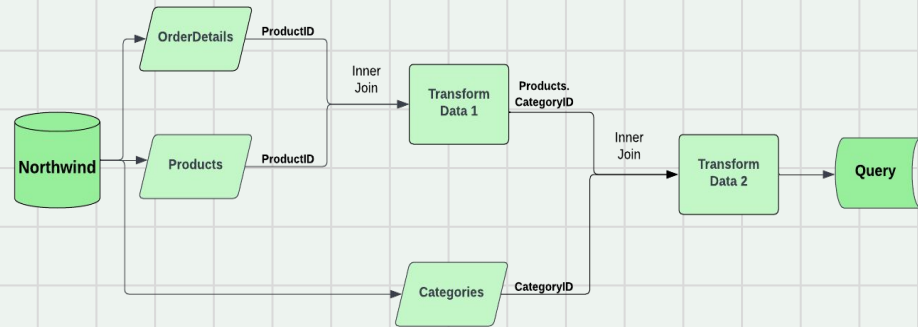 OrderDetails
ProductID
Inner
Join
Transform
Data 1
Products.
CategoryID
Northwind
Products
ProductID
Inner
Join
Transform
Data 2
Query
Categories
CategoryID